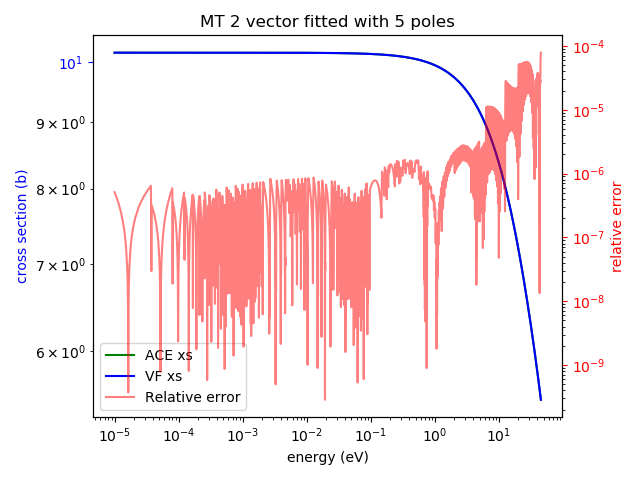 MT 2 vector fitted with 5 poles
cross section (b)
10¹
9 × 10⁰
8 × 10⁰
7 × 10⁰
6 × 10⁰
10⁻⁴
10⁻⁵
10⁻⁶
10⁻⁷
10⁻⁸
10⁻⁹
relative error
ACE xs
VF xs
Relative error
10⁻⁵ 10⁻⁴ 10⁻³ 10⁻² 10⁻¹ 10⁰ 10¹
energy (eV)